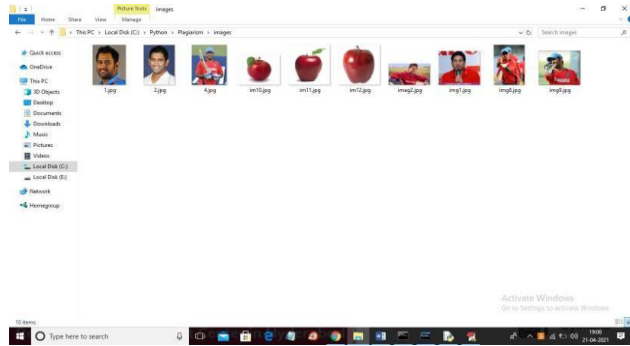 Picture Tools images
File Home Share View Manage
This PC > Local Disk (C:) > Python > Plagiarism > images
Search images
Quick access
OneDrive
This PC
3D Objects
Desktop
Documents
Downloads
Music
Pictures
Videos
Local Disk (C:)
Local Disk (E:)
Network
Homegroup
1.jpg 2.jpg 4.jpg im10.jpg im11.jpg im12.jpg imag2.jpg img1.jpg img8.jpg img9.jpg
Activate Windows
Go to Settings to activate Windows.
10 items
Type here to search
19:00
21-04-2021